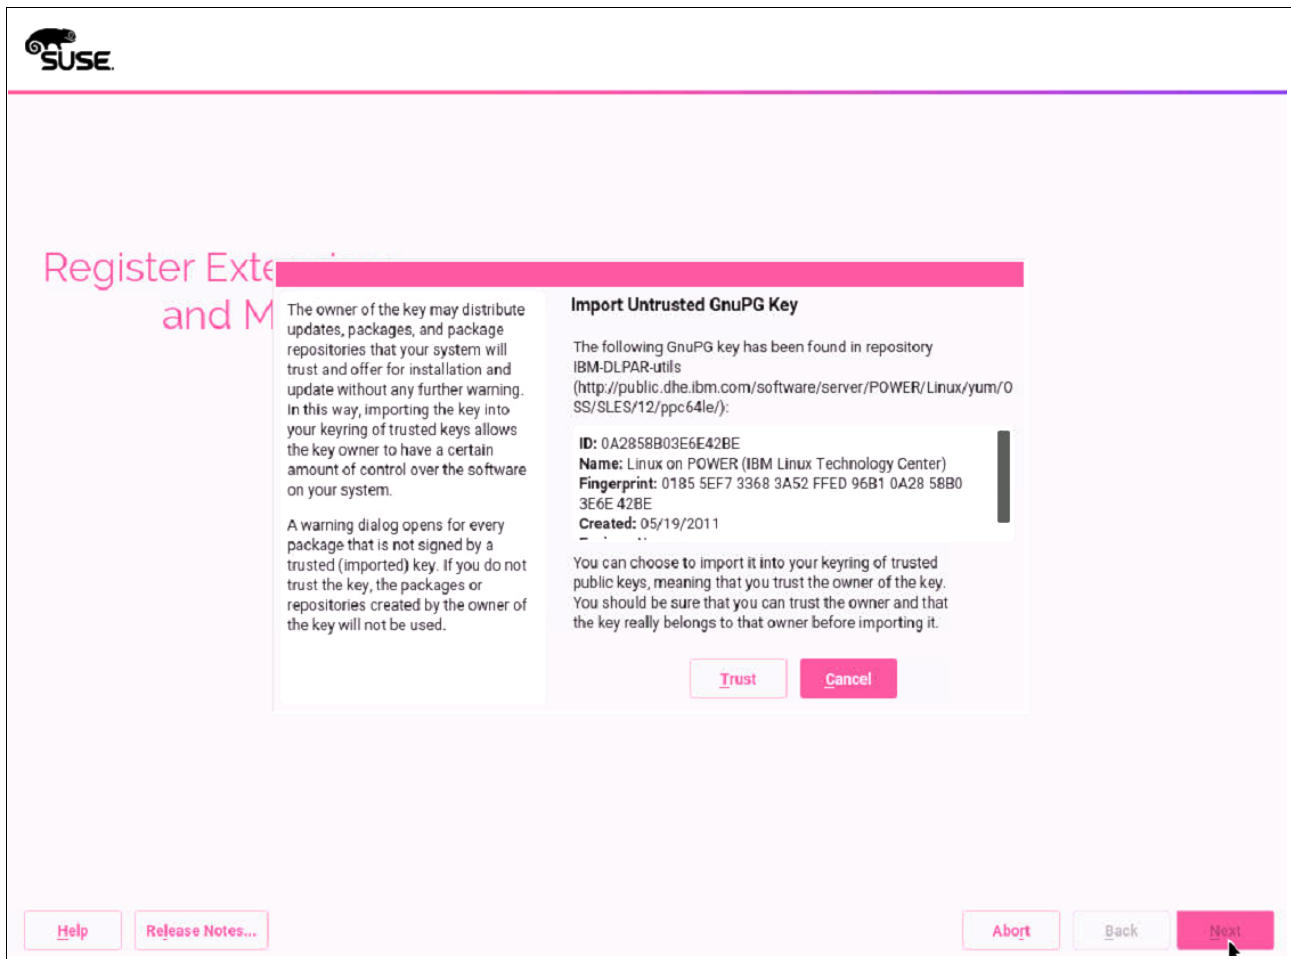 SUSE.
Register Exte
and M
The owner of the key may distribute
updates, packages, and package
repositories that your system will
trust and offer for installation and
update without any further warning.
In this way, importing the key into
your keyring of trusted keys allows
the key owner to have a certain
amount of control over the software
on your system.
A warning dialog opens for every
package that is not signed by a
trusted (imported) key. If you do not
trust the key, the packages or
repositories created by the owner of
the key will not be used.
Import Untrusted GnuPG Key
The following GnuPG key has been found in repository
IBM-DLPAR-utils
(http://public.dhe.ibm.com/software/server/POWER/Linux/yum/O
SS/SLES/12/ppc64le/):
ID: 0A2858B03E6E42BE
Name: Linux on POWER (IBM Linux Technology Center)
Fingerprint: 0185 5EF7 3368 3A52 FFED 96B1 0A28 58B0
3E6E 42BE
Created: 05/19/2011
You can choose to import it into your keyring of trusted
public keys, meaning that you trust the owner of the key.
You should be sure that you can trust the owner and that
the key really belongs to that owner before importing it.
Trust Cancel
Help Release Notes... Abort Back Next